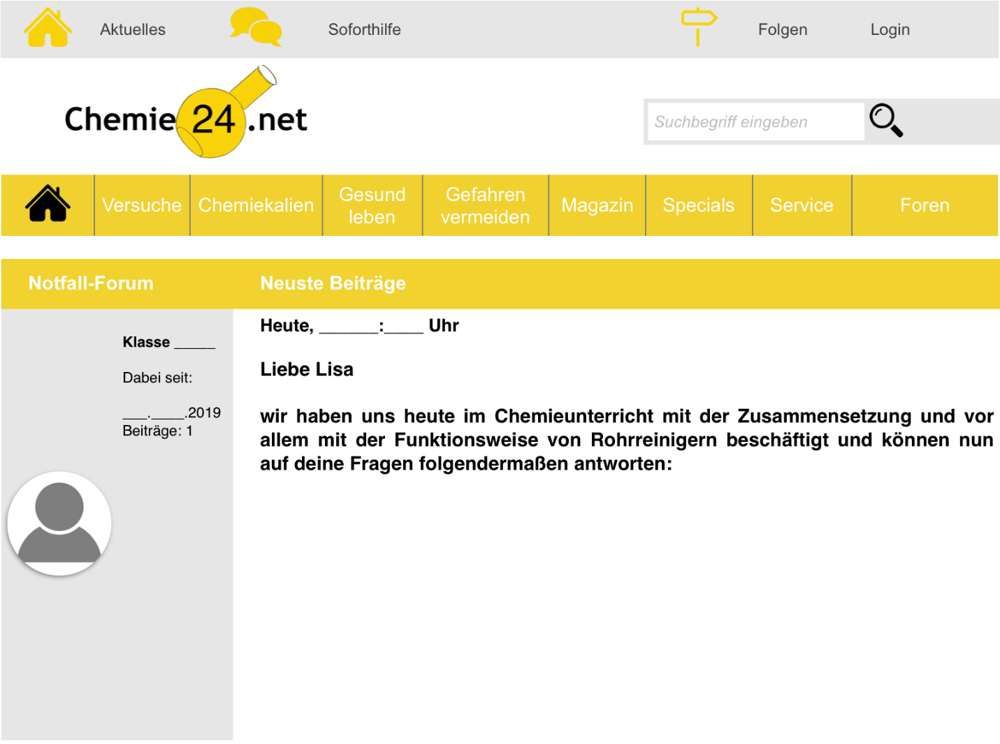 Aktuelles Soforthilfe Folgen Login
Chemie24.net
Suchbegriff eingeben
Versuche Chemiekalien Gesund leben Gefahren vermeiden Magazin Specials Service Foren
Notfall-Forum Neuste Beiträge
Klasse _____
Dabei seit:
___.____.2019
Beiträge: 1
Heute, ______:____ Uhr
Liebe Lisa
wir haben uns heute im Chemieunterricht mit der Zusammensetzung und vor
allem mit der Funktionsweise von Rohrreinigern beschäftigt und können nun
auf deine Fragen folgendermaßen antworten: